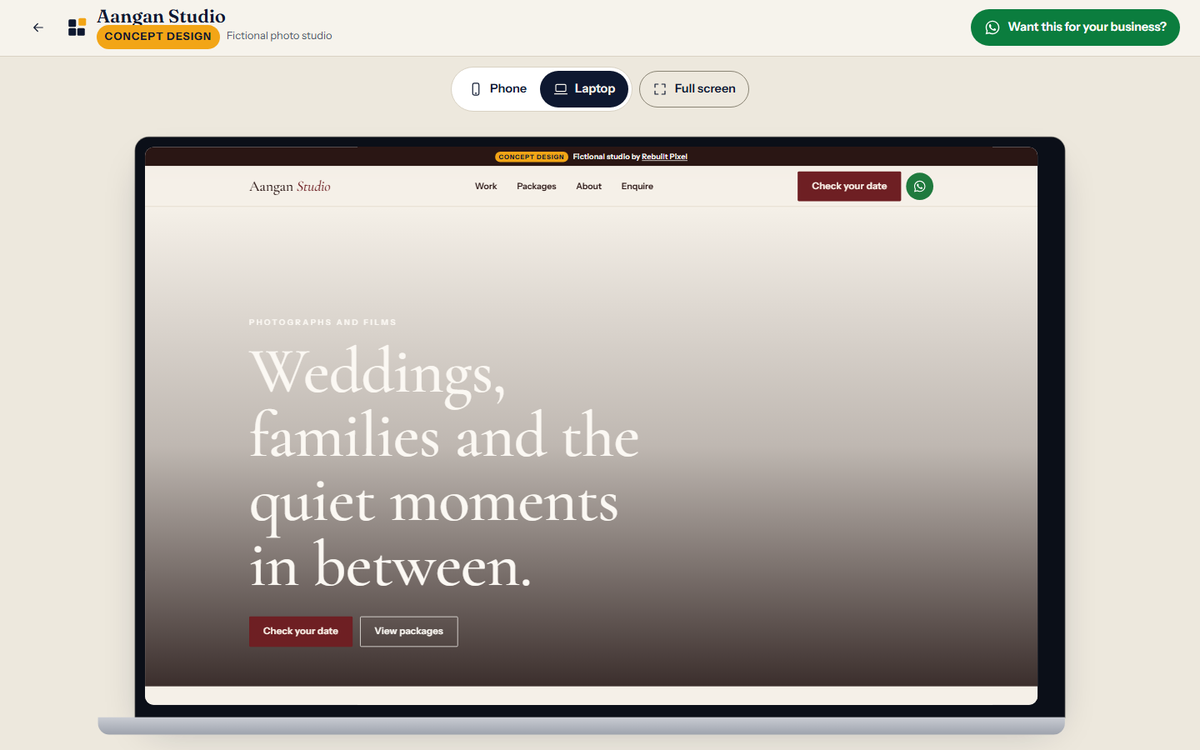 Aangan Studio
CONCEPT DESIGN Fictional photo studio
Want this for your business?
Phone Laptop Full screen
CONCEPT DESIGN Fictional studio by Rebuilt Pixel
Aangan Studio Work Packages About Enquire Check your date
PHOTOGRAPHS AND FILMS
Weddings,
families and the
quiet moments
in between.
Check your date View packages